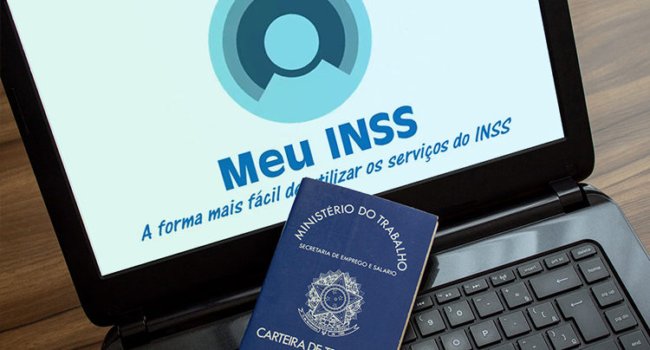 Meu INSS
A forma mais fácil de utilizar os serviços do INSS
MINISTÉRIO DO TRABALHO
SECRETARIA DE EMPREGO E SALÁRIO
CARTEIRA DE